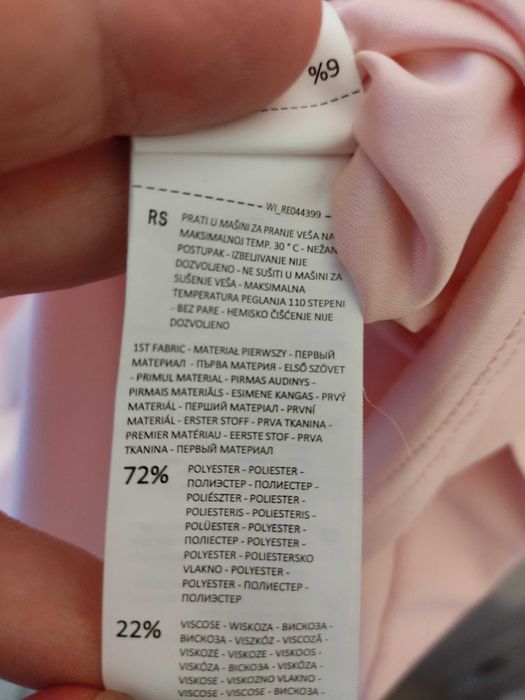 6%
WI_RE044399
RS
PRATI U MAŠINI ZA PRANJE VEŠA NA
MAKSIMALNOJ TEMP. 30 ° C - NEŽAN
POSTUPAK - IZBELJIVANJE NIJE
DOZVOLJENO - NE SUŠITI U MAŠINI ZA
SUŠENJE VEŠA - MAKSIMALNA
TEMPERATURA PEGLANJA 110 STEPENI
- BEZ PARE - HEMISKO ČIŠĆENJE NIJE
DOZVOLJENO
1ST FABRIC - MATERIAŁ PIERWSZY - ПЕРВЫЙ
МАТЕРИАЛ - ПЪРВА МАТЕРИЯ - ELSŐ SZÖVET
- PRIMUL MATERIAL - PIRMAS AUDINYS -
PIRMAIS MATERIĀLS - ESIMENE KANGAS - PRVÝ
MATERIÁL - ПЕРШИЙ МАТЕРІАЛ - PRVNÍ
MATERIÁL - ERSTER STOFF - PRVA TKANINA -
PREMIER MATÉRIAU - EERSTE STOF - PRVA
TKANINA - ПЕРВЫЙ МАТЕРИАЛ
72%
POLYESTER - POLIESTER -
ПОЛИЭСТЕР - ПОЛИЕСТЕР -
POLIÉSZTER - POLIESTER -
POLIESTERIS - POLIESTERIS -
POLÜESTER - POLYESTER -
ПОЛІЕСТЕР - POLYESTER -
POLYESTER - POLIESTERSKO
VLAKNO - POLYESTER -
POLYESTER - ПОЛИЕСТЕР -
ПОЛИЭСТЕР
22%
VISCOSE - WISKOZA - ВИСКОЗА -
ВИСКОЗА - VISZKÓZ - VISCOZĂ -
VISKOZĖ - VISKOZE - VISKOOS -
VISKÓZA - ВІСКОЗА - VISKÓZA -
VISKOSE - VISKOZNO VLAKNO -
VISCOSE - VISCOSE - ВИСКОЗА -